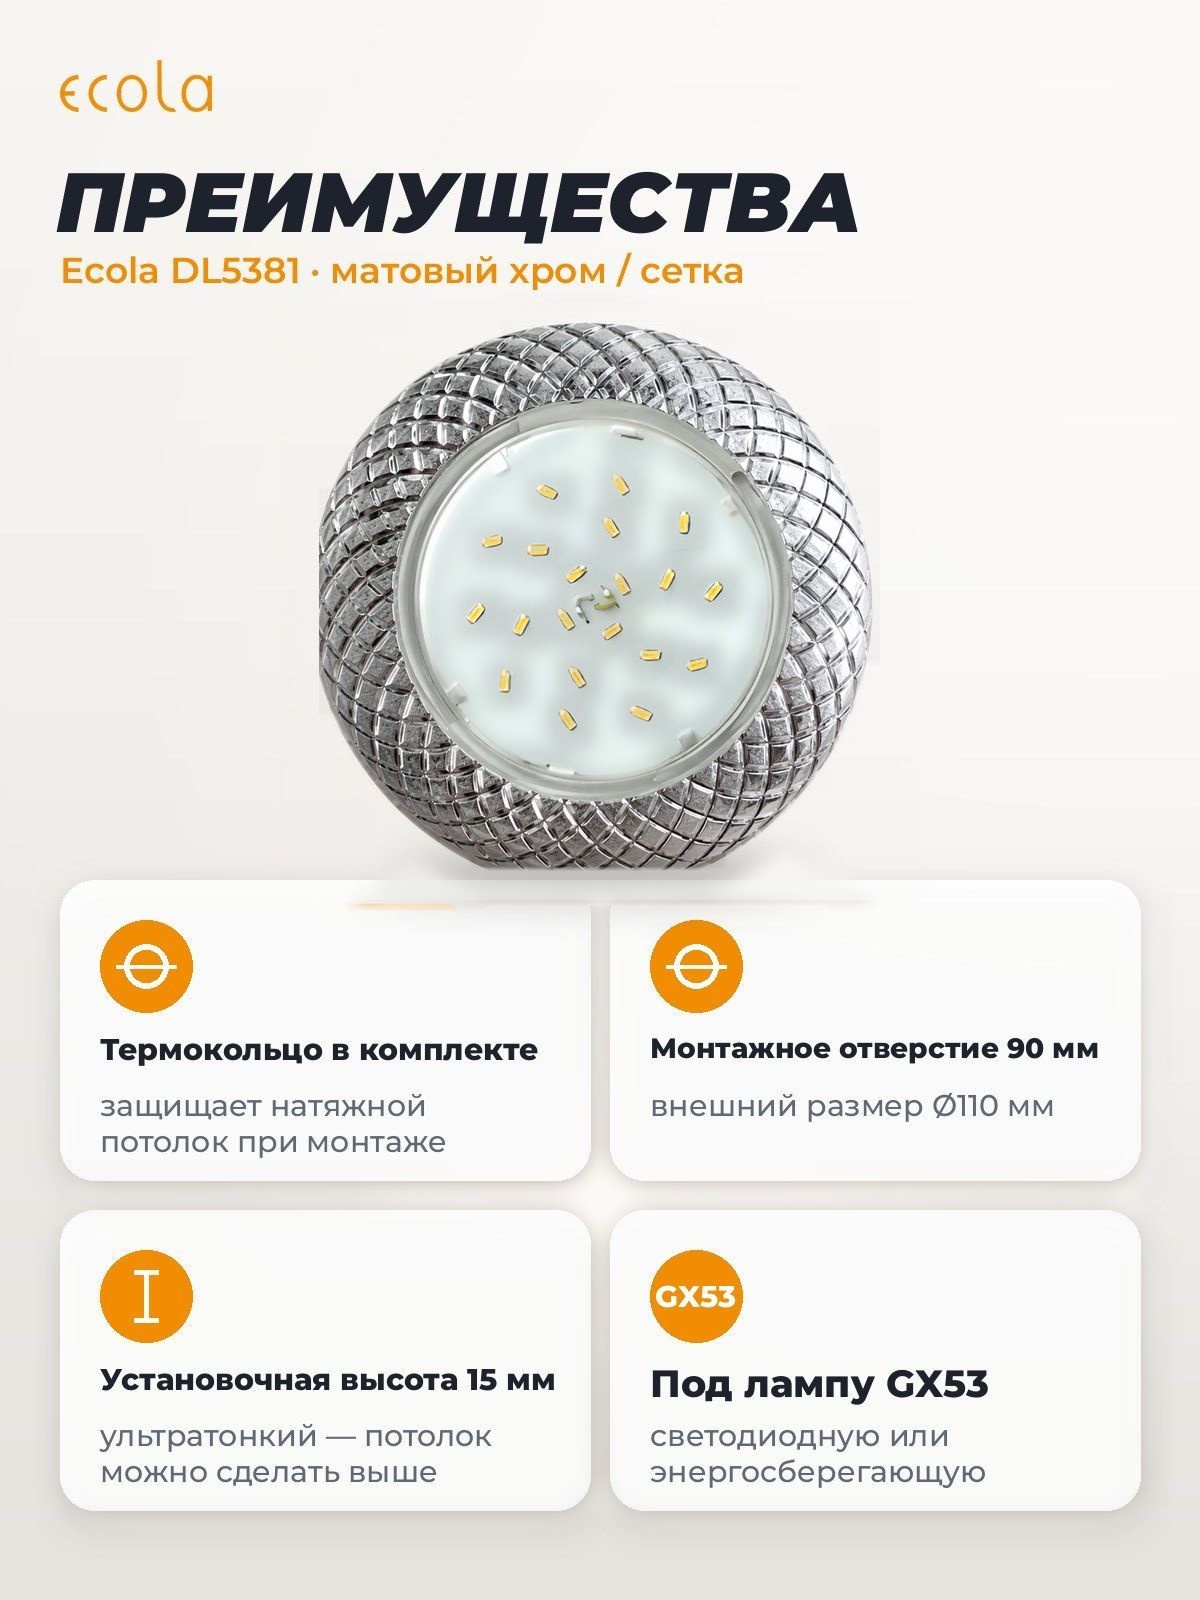 ecola
ПРЕИМУЩЕСТВА
Ecola DL5381 · матовый хром / сетка
Термокольцо в комплекте
защищает натяжной
потолок при монтаже
Монтажное отверстие 90 мм
внешний размер Ø110 мм
Установочная высота 15 мм
ультратонкий — потолок
можно сделать выше
GX53
Под лампу GX53
светодиодную или
энергосберегающую